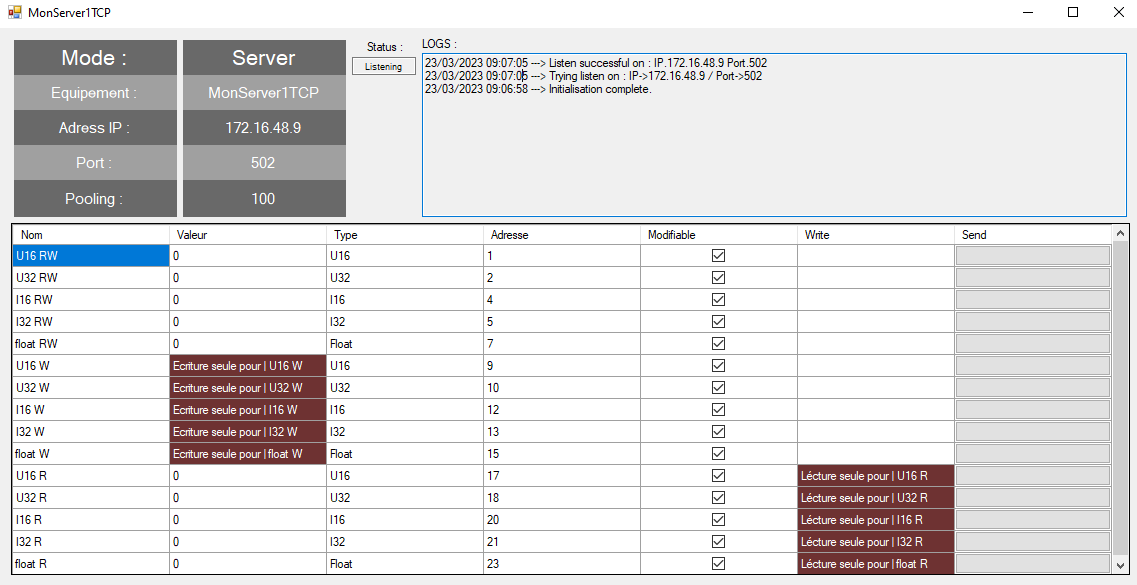 MonServer1TCP
Mode : Server
Equipement : MonServer1TCP
Adress IP : 172.16.48.9
Port : 502
Pooling : 100
Status :
Listening
LOGS :
23/03/2023 09:07:05 ---> Listen successful on : IP.172.16.48.9 Port.502
23/03/2023 09:07:05 ---> Trying listen on : IP->172.16.48.9 / Port->502
23/03/2023 09:06:58 ---> Initialisation complete.
Nom Valeur Type Adresse Modifiable Write Send
U16 RW 0 U16 1
U32 RW 0 U32 2
I16 RW 0 I16 4
I32 RW 0 I32 5
float RW 0 Float 7
U16 W Ecriture seule pour | U16 W U16 9
U32 W Ecriture seule pour | U32 W U32 10
I16 W Ecriture seule pour | I16 W I16 12
I32 W Ecriture seule pour | I32 W I32 13
float W Ecriture seule pour | float W Float 15
U16 R 0 U16 17 Lécture seule pour | U16 R
U32 R 0 U32 18 Lécture seule pour | U32 R
I16 R 0 I16 20 Lécture seule pour | I16 R
I32 R 0 I32 21 Lécture seule pour | I32 R
float R 0 Float 23 Lécture seule pour | float R